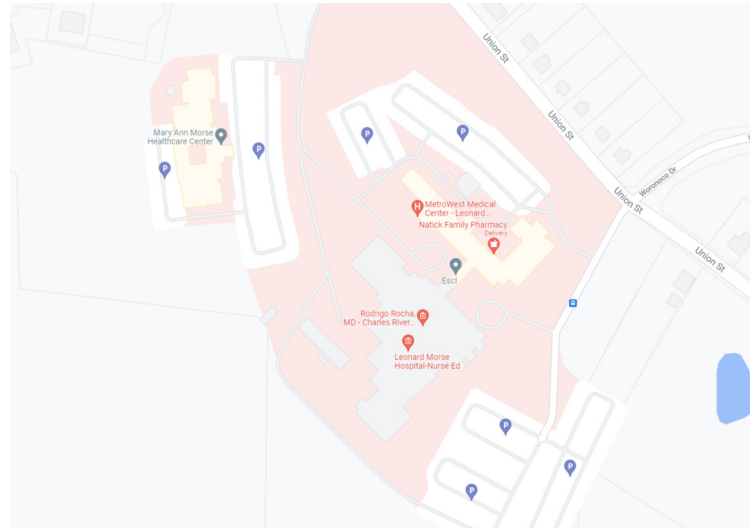 Union St
Union St
Woronoco Dr
Union St
Union St
Mary Ann Morse
Healthcare Center
P
P
P
P
H
MetroWest Medical
Center - Leonard...
Natick Family Pharmacy
Delivery
Escl
Rodrigo Rocha,
MD - Charles River...
Leonard Morse
Hospital-Nurse Ed
P
P
P